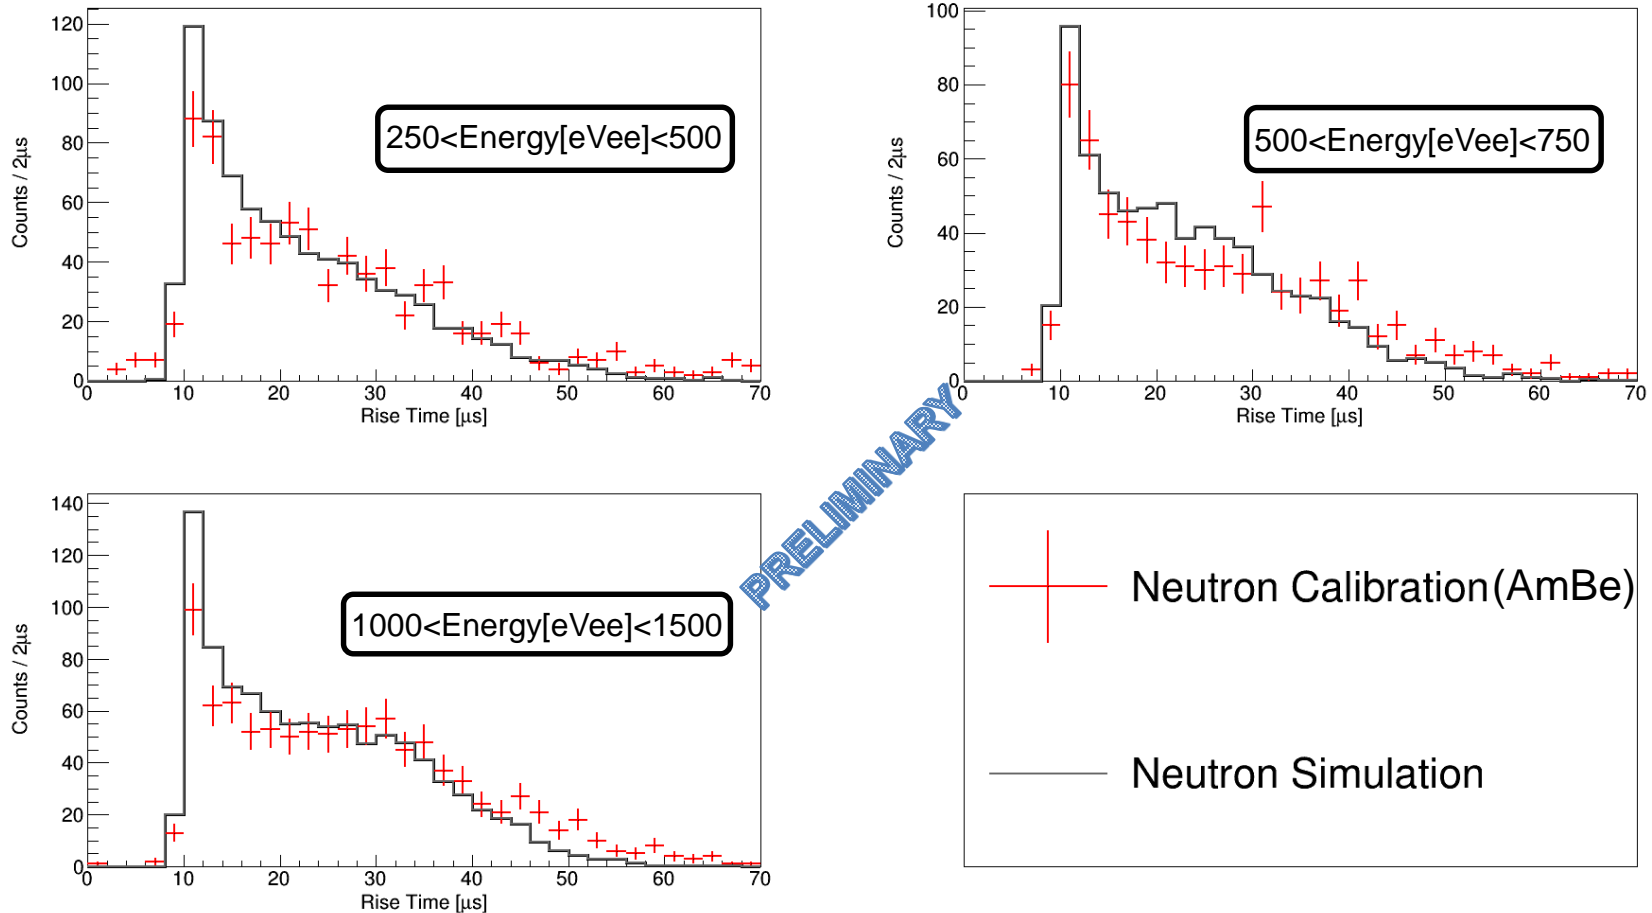 120
100
80
60
40
20
0
Counts / 2μs
250<Energy[eVee]<500
0 10 20 30 40 50 60 70
Rise Time [μs]
100
80
60
40
20
0
Counts / 2μs
500<Energy[eVee]<750
0 10 20 30 40 50 60 70
Rise Time [μs]
PRELIMINARY
140
120
100
80
60
40
20
0
Counts / 2μs
1000<Energy[eVee]<1500
0 10 20 30 40 50 60 70
Rise Time [μs]
Neutron Calibration(AmBe)
Neutron Simulation